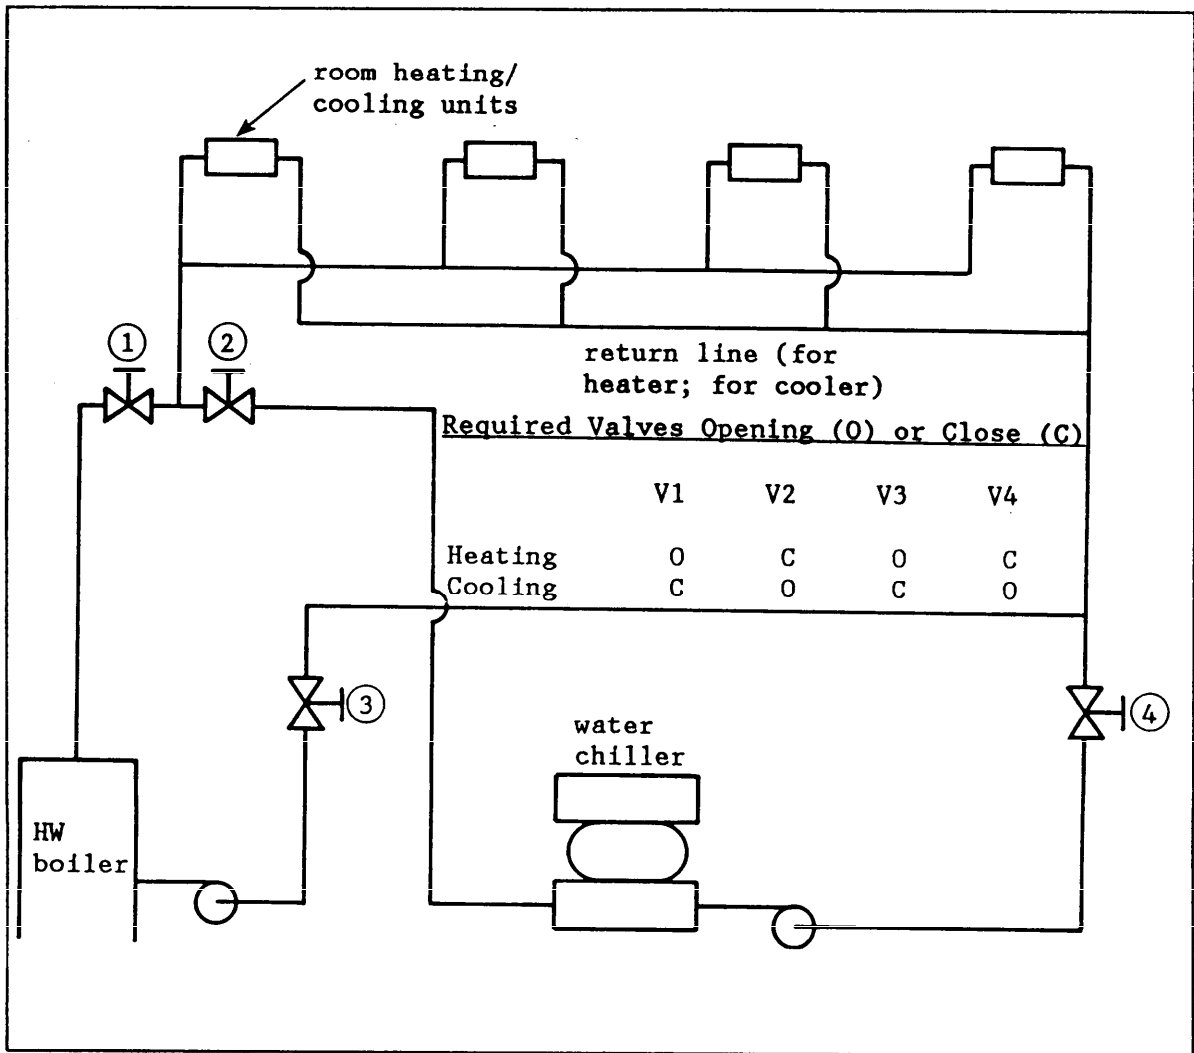 room heating/
cooling units
1
2
return line (for
heater; for cooler)
Required Valves Opening (O) or Close (C)
V1 V2 V3 V4
Heating O C O C
Cooling C O C O
3
4
water
chiller
HW
boiler